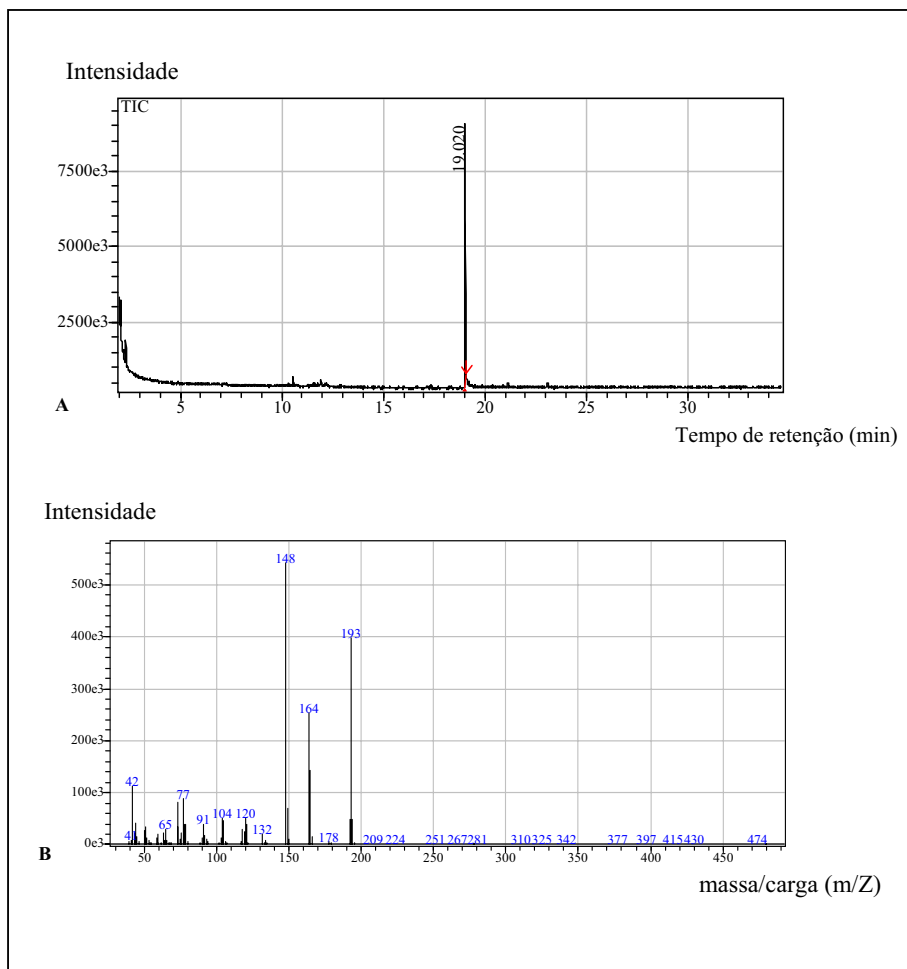 Intensidade
TIC
19.020
7500e3
5000e3
2500e3
A
5 10 15 20 25 30
Tempo de retenção (min)
Intensidade
148
500e3
193
400e3
300e3
164
200e3
42 77
100e3
41 65 91 104 120 132 178 209 224 251 267 281 310 325 342 377 397 415 430 474
B 0e3
50 100 150 200 250 300 350 400 450
massa/carga (m/Z)